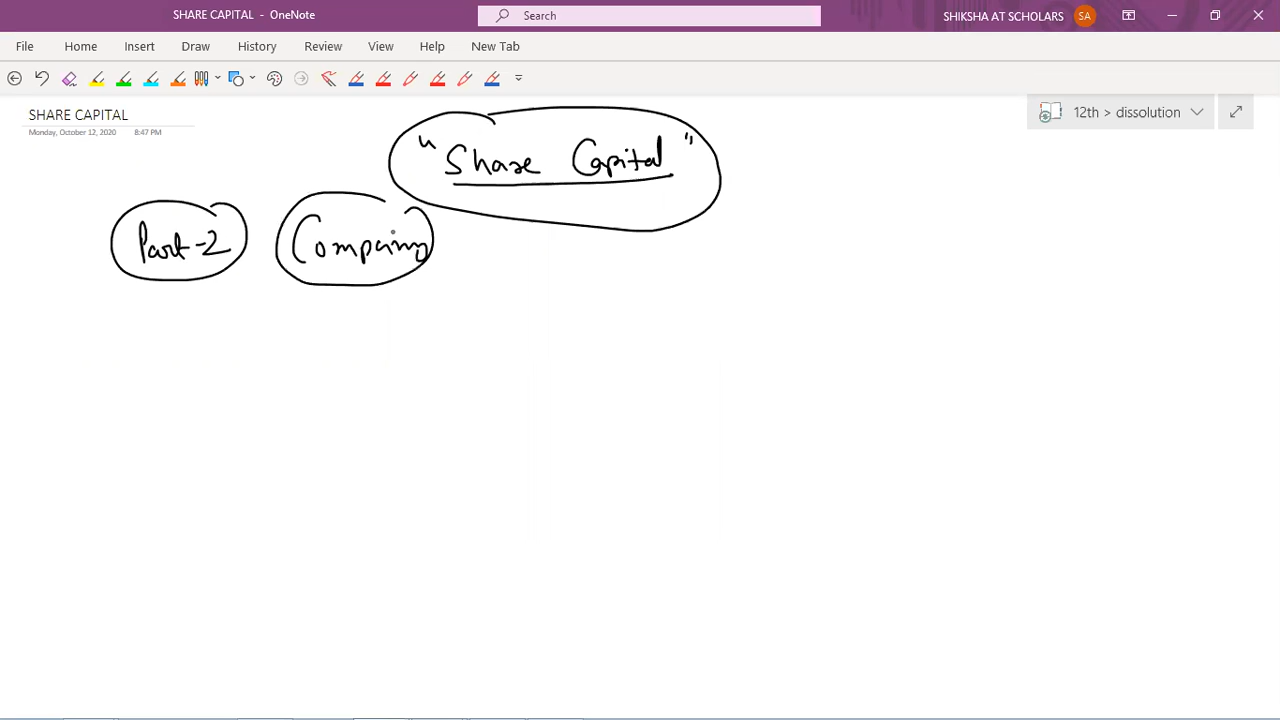 SHARE CAPITAL - OneNote
Search
SHIKSHA AT SCHOLARS SA
File Home Insert Draw History Review View Help New Tab
SHARE CAPITAL
Monday, October 12, 2020 8:47 PM
12th > dissolution
"Share Capital"
Part-2 Company